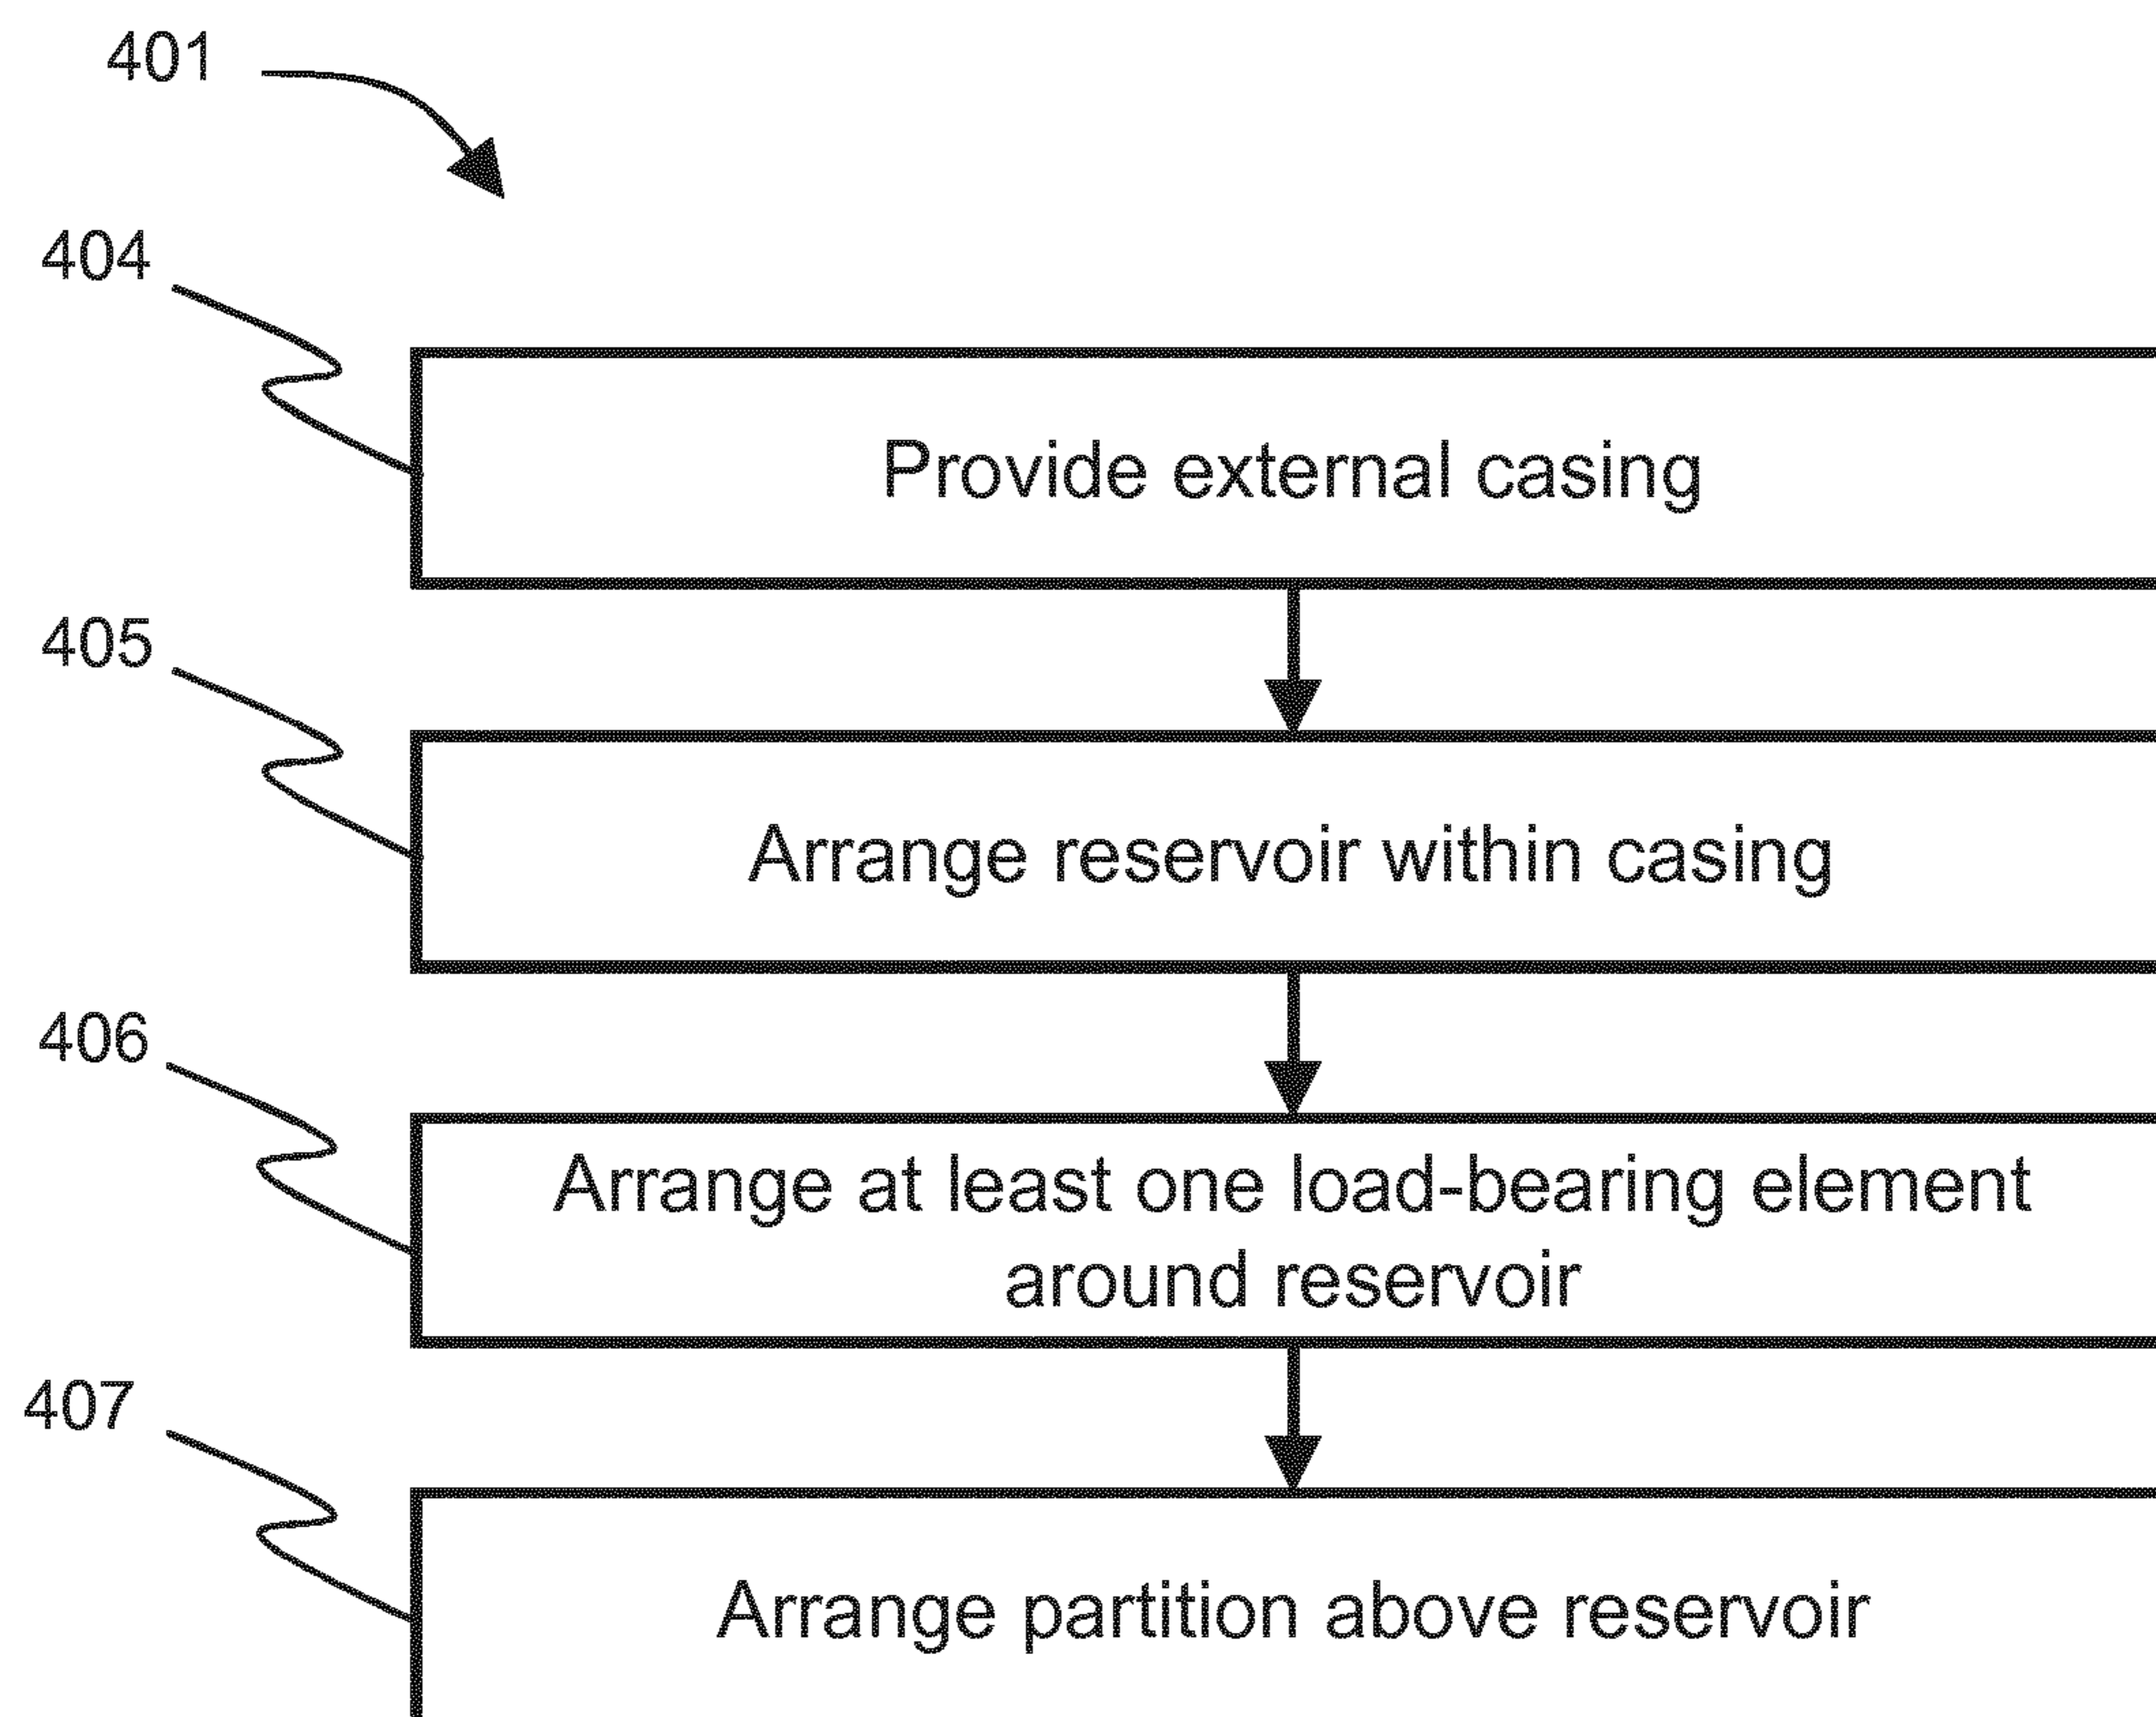 401
404
Provide external casing
405
Arrange reservoir within casing
406
Arrange at least one load-bearing element
around reservoir
407
Arrange partition above reservoir